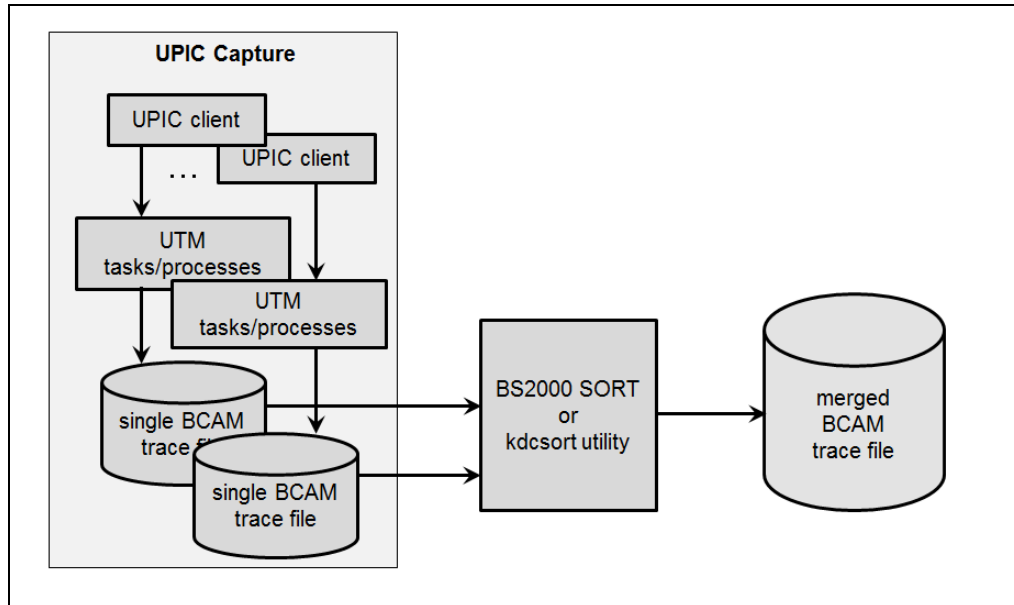 UPIC Capture
UPIC client
UPIC client
...
UTM
tasks/processes
UTM
tasks/processes
single BCAM
trace
single BCAM
trace file
BS2000 SORT
or
kdcsort utility
merged
BCAM
trace file